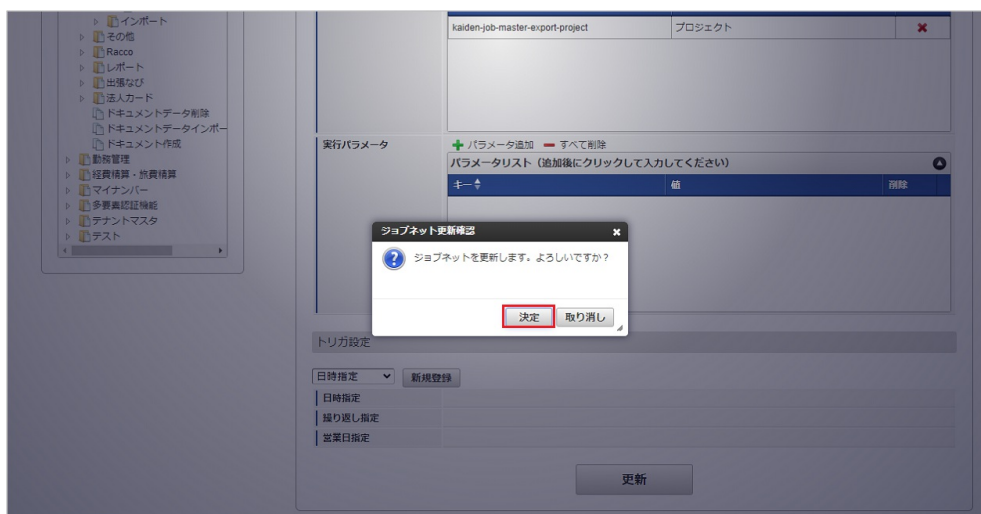 インポート
その他
Racco
レポート
出張なび
法人カード
ドキュメントデータ削除
ドキュメントデータインポー
ドキュメント作成
勤務管理
経費精算・旅費精算
マイナンバー
多要素認証機能
テナントマスタ
テスト
kaiden-job-master-export-project プロジェクト
実行パラメータ
パラメータ追加 すべて削除
パラメータリスト（追加後にクリックして入力してください）
キー 値 削除
ジョブネット更新確認
ジョブネットを更新します。よろしいですか？
決定 取り消し
トリガ設定
日時指定 新規登録
日時指定
繰り返し指定
営業日指定
更新